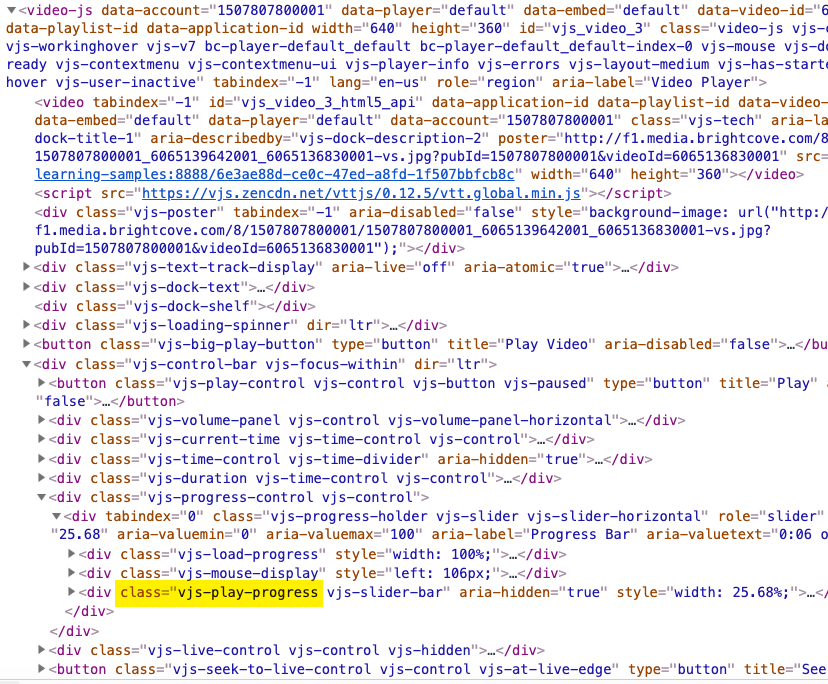 ▼<video-js data-account="1507807800001" data-player="default" data-embed="default" data-video-id="6
data-playlist-id data-application-id width="640" height="360" id="vjs_video_3" class="video-js vjs-
vjs-workinghover vjs-v7 bc-player-default_default bc-player-default_default-index-0 vjs-mouse vjs-do
ready vjs-contextmenu vjs-contextmenu-ui vjs-player-info vjs-errors vjs-layout-medium vjs-has-starte
hover vjs-user-inactive" tabindex="-1" lang="en-us" role="region" aria-label="Video Player">
<video tabindex="-1" id="vjs_video_3_html5_api" data-application-id data-playlist-id data-video-
data-embed="default" data-player="default" data-account="1507807800001" class="vjs-tech" aria-la
dock-title-1" aria-describedby="vjs-dock-description-2" poster="http://f1.media.brightcove.com/8
1507807800001_6065139642001_6065136830001-vs.jpg?pubId=1507807800001&videoId=6065136830001" src=
learning-samples:8888/6e3ae88d-ce0c-47ed-a8fd-1f507bbfcb8c" width="640" height="360"></video>
<script src="https://vjs.zencdn.net/vttjs/0.12.5/vtt.global.min.js"></script>
<div class="vjs-poster" tabindex="-1" aria-disabled="false" style="background-image: url("http:/
f1.media.brightcove.com/8/1507807800001/1507807800001_6065139642001_6065136830001-vs.jpg?
pubId=1507807800001&videoId=6065136830001");"></div>
▶<div class="vjs-text-track-display" aria-live="off" aria-atomic="true">…</div>
▶<div class="vjs-dock-text">…</div>
<div class="vjs-dock-shelf"></div>
▶<div class="vjs-loading-spinner" dir="ltr">…</div>
▶<button class="vjs-big-play-button" type="button" title="Play Video" aria-disabled="false">…</bu
▼<div class="vjs-control-bar vjs-focus-within" dir="ltr">
▶<button class="vjs-play-control vjs-control vjs-button vjs-paused" type="button" title="Play" a
"false">…</button>
▶<div class="vjs-volume-panel vjs-control vjs-volume-panel-horizontal">…</div>
▶<div class="vjs-current-time vjs-time-control vjs-control">…</div>
▶<div class="vjs-time-control vjs-time-divider" aria-hidden="true">…</div>
▶<div class="vjs-duration vjs-time-control vjs-control">…</div>
▼<div class="vjs-progress-control vjs-control">
▼<div tabindex="0" class="vjs-progress-holder vjs-slider vjs-slider-horizontal" role="slider"
"25.68" aria-valuemin="0" aria-valuemax="100" aria-label="Progress Bar" aria-valuetext="0:06 o
▶<div class="vjs-load-progress" style="width: 100%;">…</div>
▶<div class="vjs-mouse-display" style="left: 106px;">…</div>
▶<div class="vjs-play-progress vjs-slider-bar" aria-hidden="true" style="width: 25.68%;">…</
</div>
</div>
▶<div class="vjs-live-control vjs-control vjs-hidden">…</div>
▶<button class="vjs-seek-to-live-control vjs-control vjs-at-live-edge" type="button" title="See